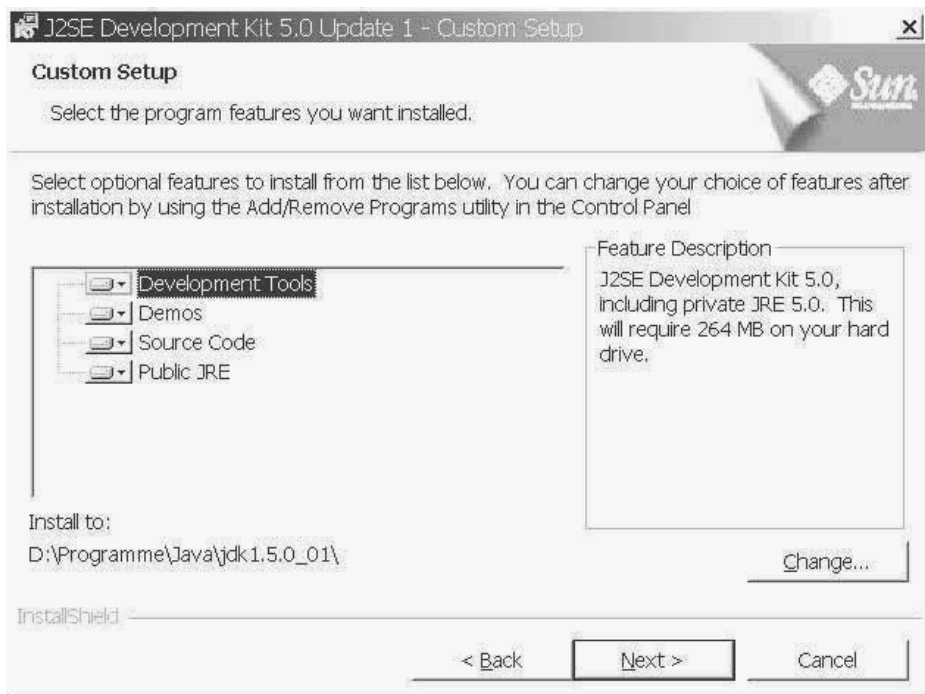 J2SE Development Kit 5.0 Update 1 - Custom Setup
Custom Setup
Select the program features you want installed.
Sun
Select optional features to install from the list below. You can change your choice of features after
installation by using the Add/Remove Programs utility in the Control Panel
Development Tools
Demos
Source Code
Public JRE
Feature Description
J2SE Development Kit 5.0,
including private JRE 5.0. This
will require 264 MB on your hard
drive.
Install to:
D:\Programme\Java\jdk1.5.0_01\
Change...
InstallShield
< Back
Next >
Cancel